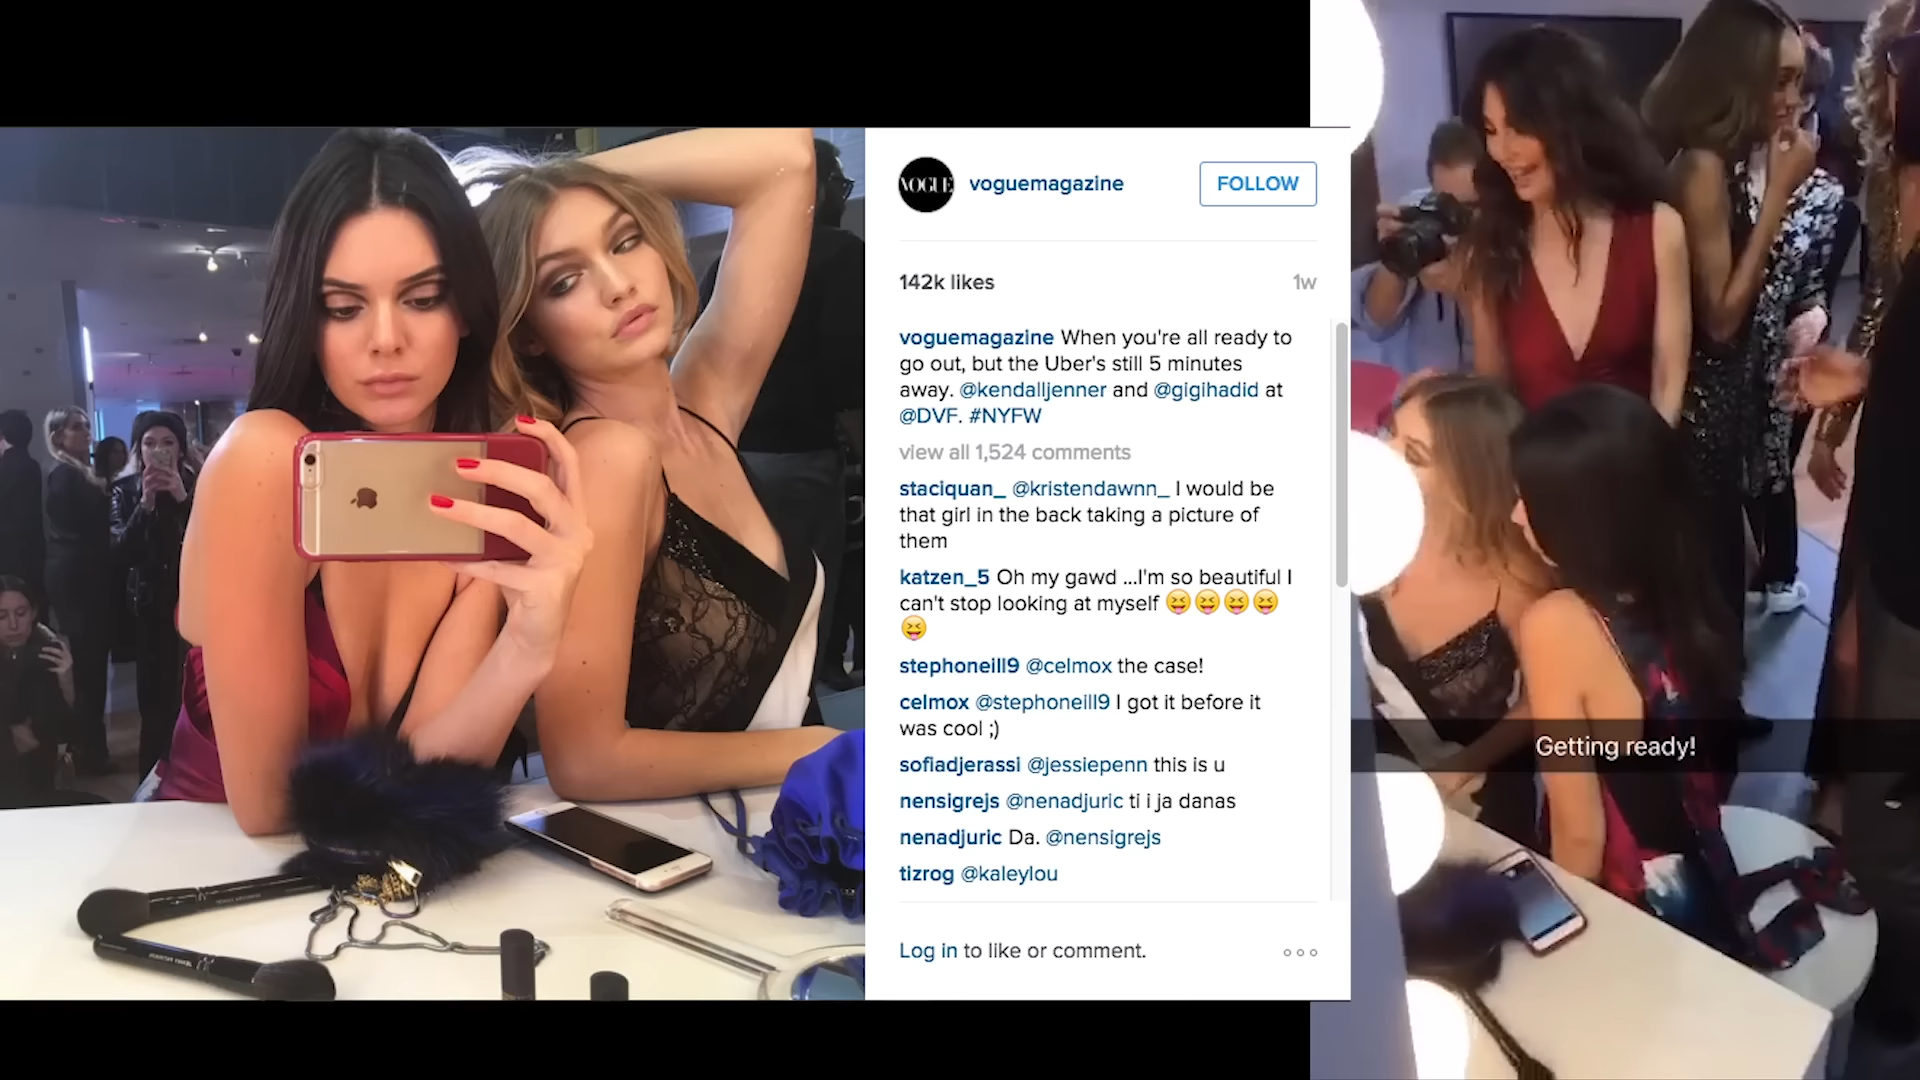 VOGUE
voguemagazine
FOLLOW
142k likes
1w
voguemagazine When you're all ready to
go out, but the Uber's still 5 minutes
away. @kendalljenner and @gigihadid at
@DVF. #NYFW
view all 1,524 comments
staciquan_ @kristendawnn_ I would be
that girl in the back taking a picture of
them
katzen_5 Oh my gawd ...I'm so beautiful I
can't stop looking at myself 😝😝😝😝
😝
stephoneill9 @celmox the case!
celmox @stephoneill9 I got it before it
was cool ;)
sofiadjerassi @jessiepenn this is u
nensigrejs @nenadjuric ti i ja danas
nenadjuric Da. @nensigrejs
tizrog @kaleylou
Log in to like or comment.
Getting ready!